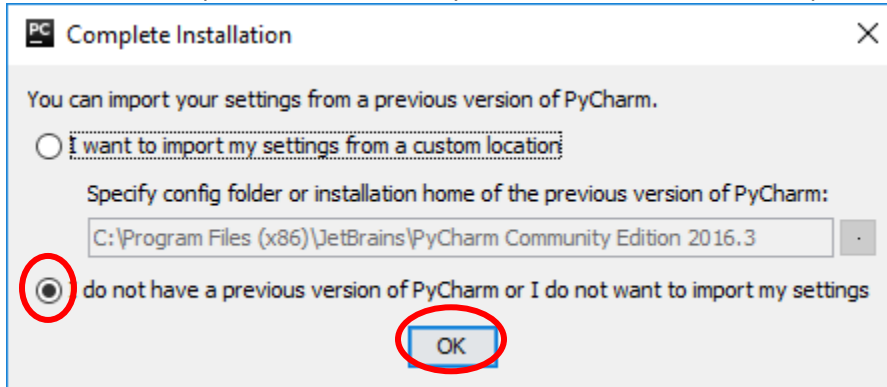 PC Complete Installation
You can import your settings from a previous version of PyCharm.
I want to import my settings from a custom location
Specify config folder or installation home of the previous version of PyCharm:
C:\Program Files (x86)\JetBrains\PyCharm Community Edition 2016.3
I do not have a previous version of PyCharm or I do not want to import my settings
OK